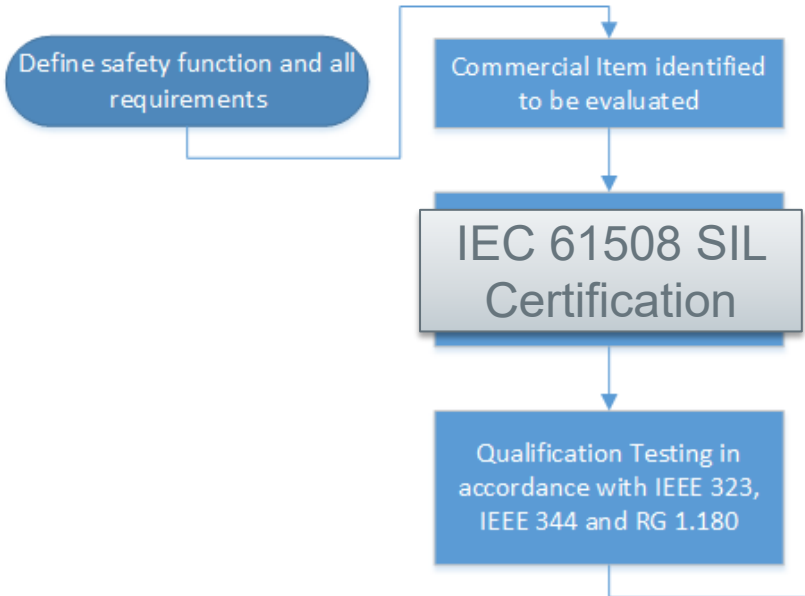 Define safety function and all
requirements
Commercial Item identified
to be evaluated
IEC 61508 SIL
Certification
Qualification Testing in
accordance with IEEE 323,
IEEE 344 and RG 1.180